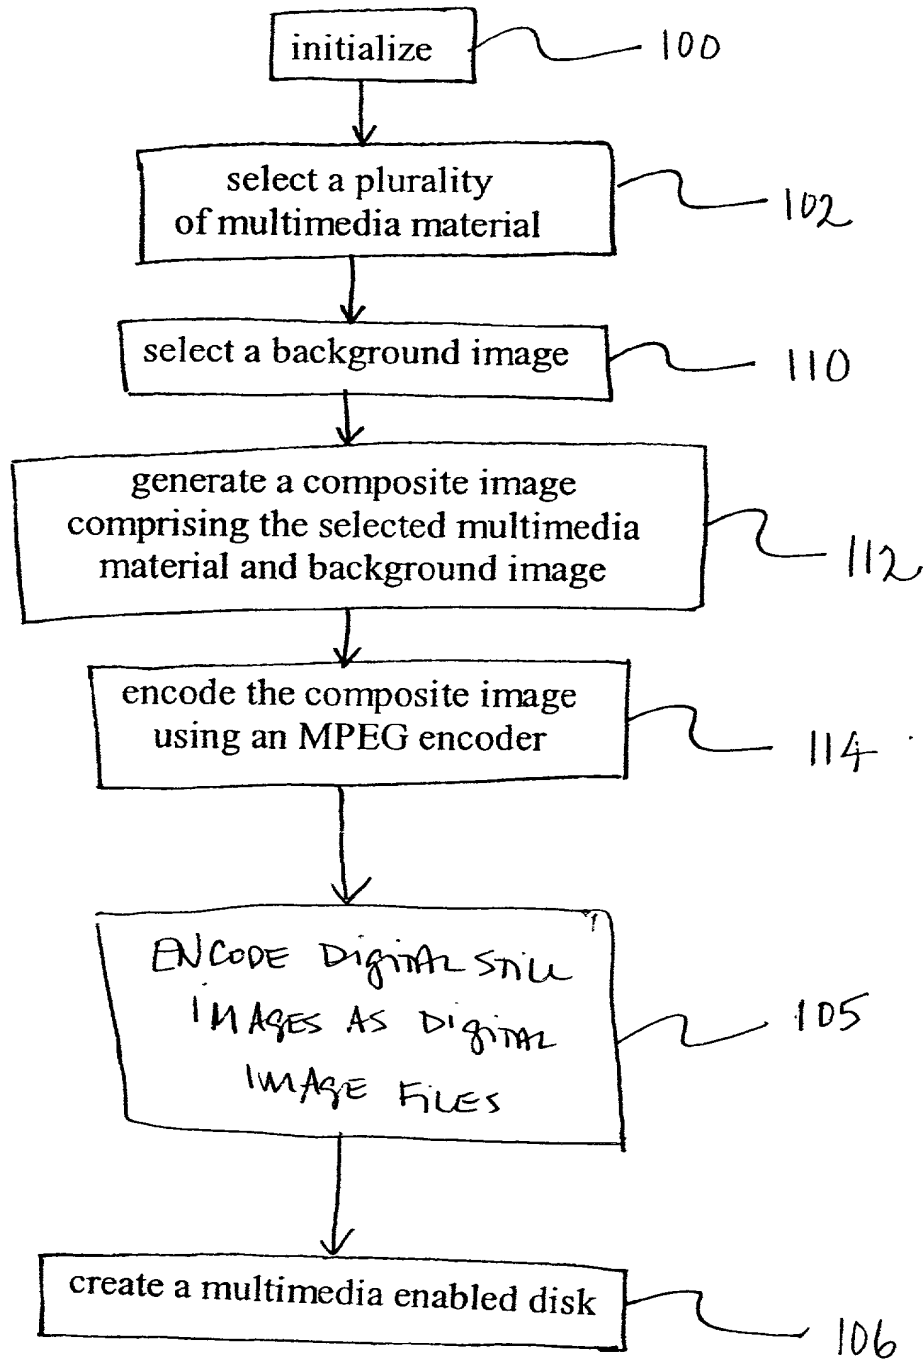 initialize
100
select a plurality
of multimedia material
102
select a background image
110
generate a composite image
comprising the selected multimedia
material and background image
112
encode the composite image
using an MPEG encoder
114
ENCODE DIGITAL STILL
IMAGES AS DIGITAL
IMAGE FILES
105
create a multimedia enabled disk
106